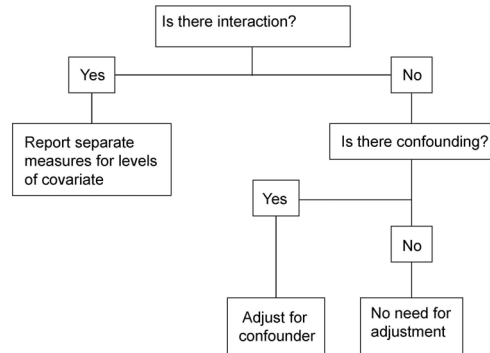 Is there interaction?
Yes
No
Report separate
measures for levels
of covariate
Is there confounding?
Yes
No
Adjust for
confounder
No need for
adjustment